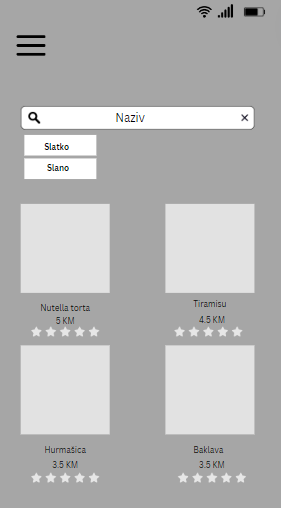 Naziv
Slatko
Slano
Nutella torta
5 KM
Tiramisu
4.5 KM
Hurmašica
3.5 KM
Baklava
3.5 KM